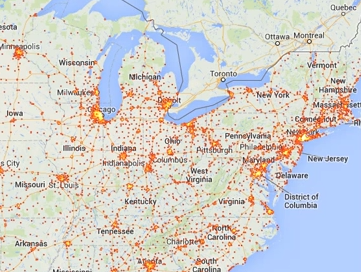 Quebec
Ottawa
Montreal
Minneapolis
Vermont
Wisconsin
Toronto
Michigan
New Hampshire
Milwaukee
Detroit
New York
Massachusetts
Chicago
Iowa
Connecticut
Ohio
Pennsylvania
New York
Illinois
Indiana
Pittsburgh
Philadelphia
Indianapolis
Columbus
Maryland
New Jersey
West
Virginia
Delaware
Missouri
St. Louis
District of
Columbia
Kentucky
Virginia
Tennessee
North
Carolina
Arkansas
Charlotte
Atlanta
South
Carolina